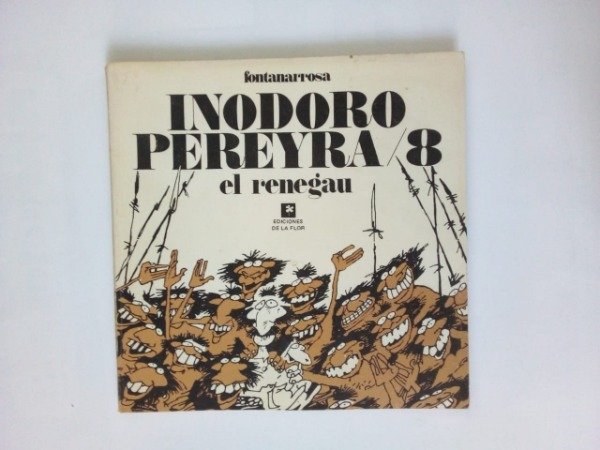 fontanarrosa
INODORO
PEREYRA/8
el renegau
EDICIONES
DE LA FLOR